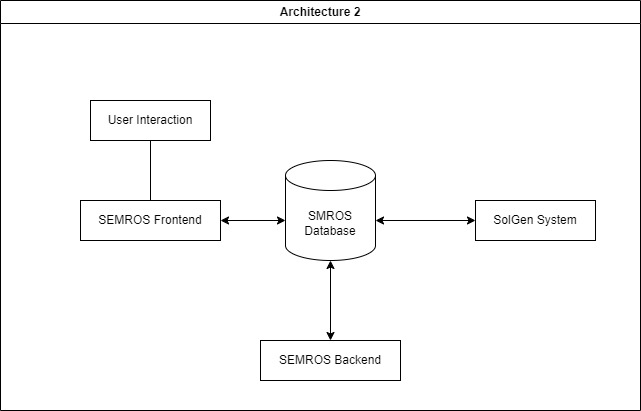 Architecture 2
User Interaction
SEMROS Frontend
SMROS
Database
SolGen System
SEMROS Backend